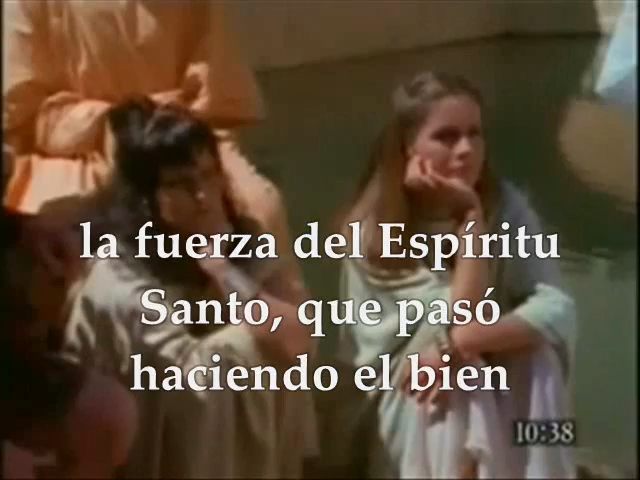 la fuerza del Espíritu
Santo, que pasó
haciendo el bien
10:38